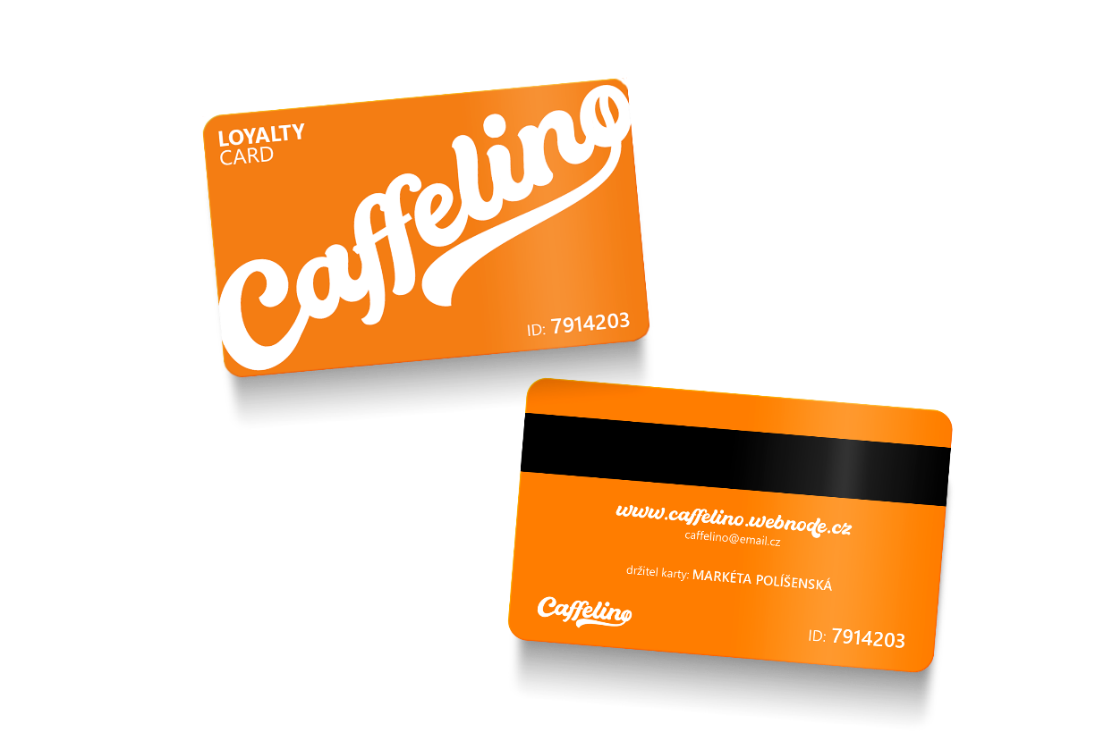 LOYALTY
CARD
Caffelino
ID: 7914203
www.caffelino.webnode.cz
caffelino@email.cz
držitel karty: MARKÉTA POLÍŠENSKÁ
Caffelino
ID: 7914203